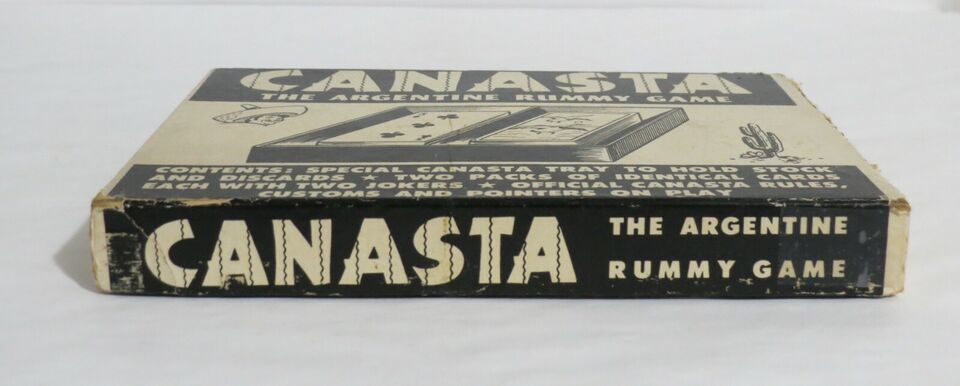 CANASTA
THE ARGENTINE RUMMY GAME
CONTENTS: SPECIAL CANASTA TRAY TO HOLD STOCK
AND DISCARDS ★ TWO PACKS OF IDENTICAL CARDS
EACH WITH TWO JOKERS ★ OFFICIAL CANASTA RULES,
CUSTOMS AND POINTERS ON PLAY
CANASTA
THE ARGENTINE
RUMMY GAME